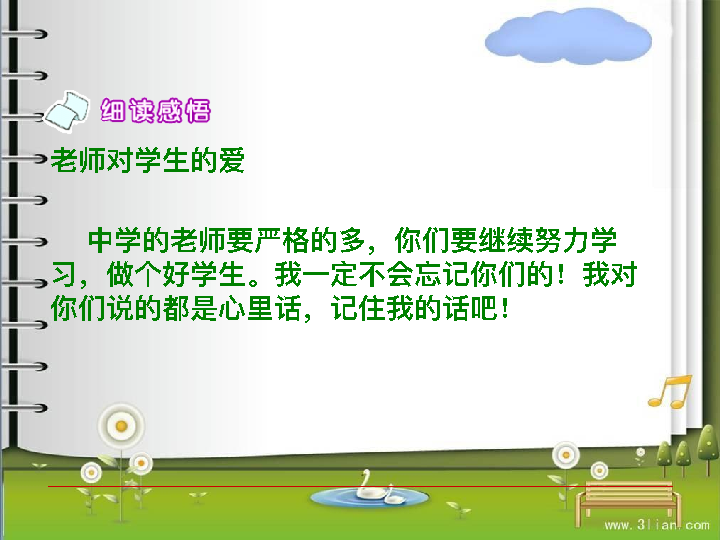 细读感悟
老师对学生的爱
中学的老师要严格的多，你们要继续努力学
习，做个好学生。我一定不会忘记你们的！我对
你们说的都是心里话，记住我的话吧！
www.3lian.com